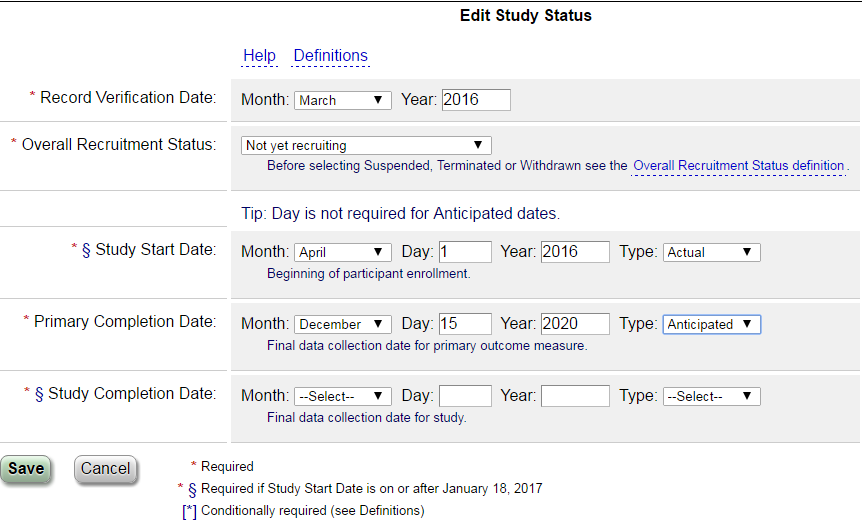 Edit Study Status
Help Definitions
* Record Verification Date: Month: March ▼ Year: 2016
* Overall Recruitment Status: Not yet recruiting ▼
Before selecting Suspended, Terminated or Withdrawn see the Overall Recruitment Status definition .
Tip: Day is not required for Anticipated dates.
* § Study Start Date: Month: April ▼ Day: 1 Year: 2016 Type: Actual ▼
Beginning of participant enrollment.
* Primary Completion Date: Month: December ▼ Day: 15 Year: 2020 Type: Anticipated ▼
Final data collection date for primary outcome measure.
* § Study Completion Date: Month: --Select-- ▼ Day: Year: Type: --Select-- ▼
Final data collection date for study.
Save Cancel * Required
* § Required if Study Start Date is on or after January 18, 2017
[*] Conditionally required (see Definitions)